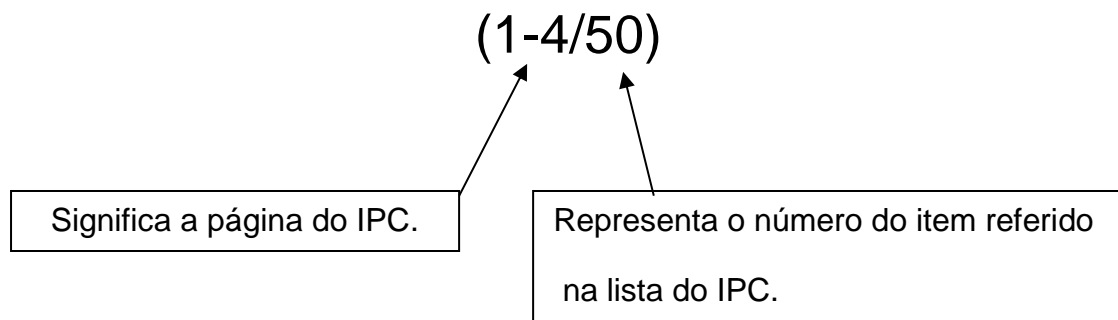 (1-4/50)
Significa a página do IPC.
Representa o número do item referido
na lista do IPC.